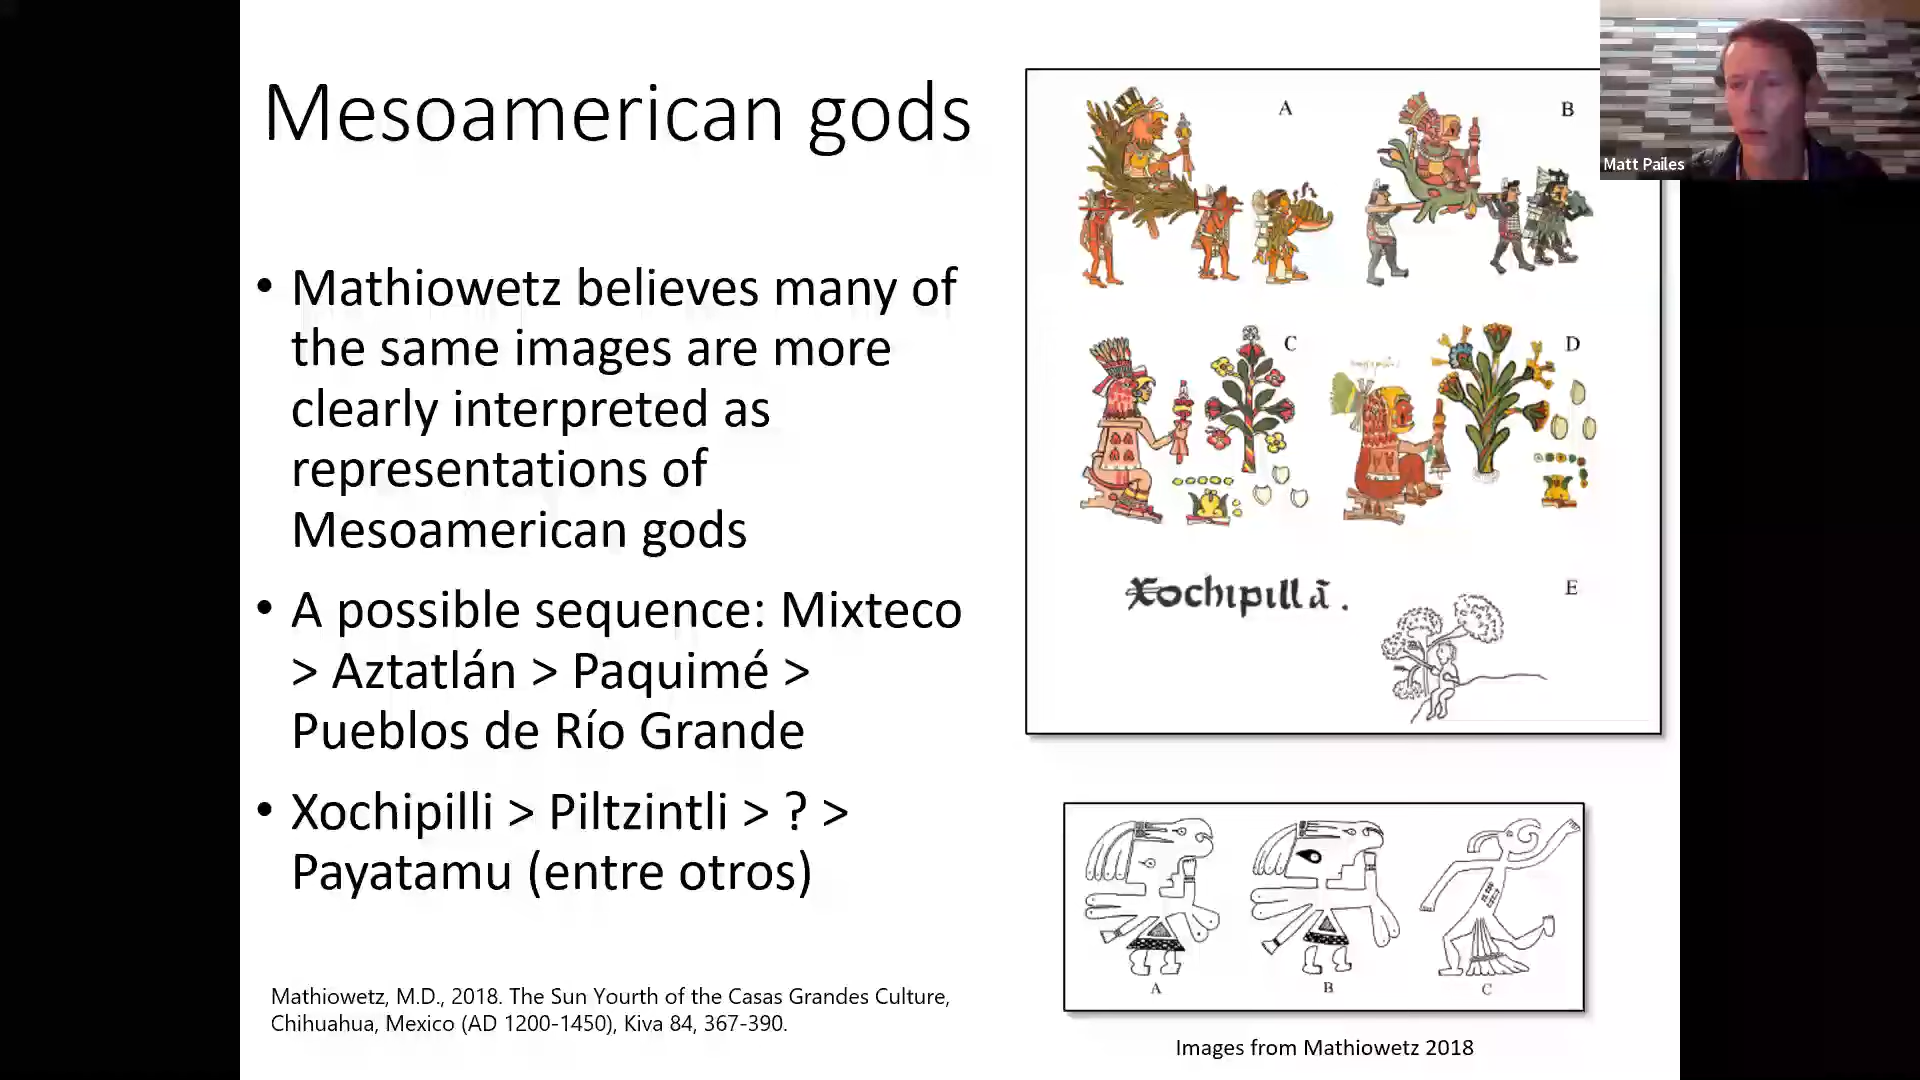 Mesoamerican gods
• Mathiowetz believes many of
the same images are more
clearly interpreted as
representations of
Mesoamerican gods
• A possible sequence: Mixteco
> Aztatlán > Paquimé >
Pueblos de Río Grande
• Xochipilli > Piltzintli > ? >
Payatamu (entre otros)
Mathiowetz, M.D., 2018. The Sun Yourth of the Casas Grandes Culture,
Chihuahua, Mexico (AD 1200-1450), Kiva 84, 367-390.
A
B
C
D
Xochipillā.
E
A
B
C
Images from Mathiowetz 2018
Matt Pailes